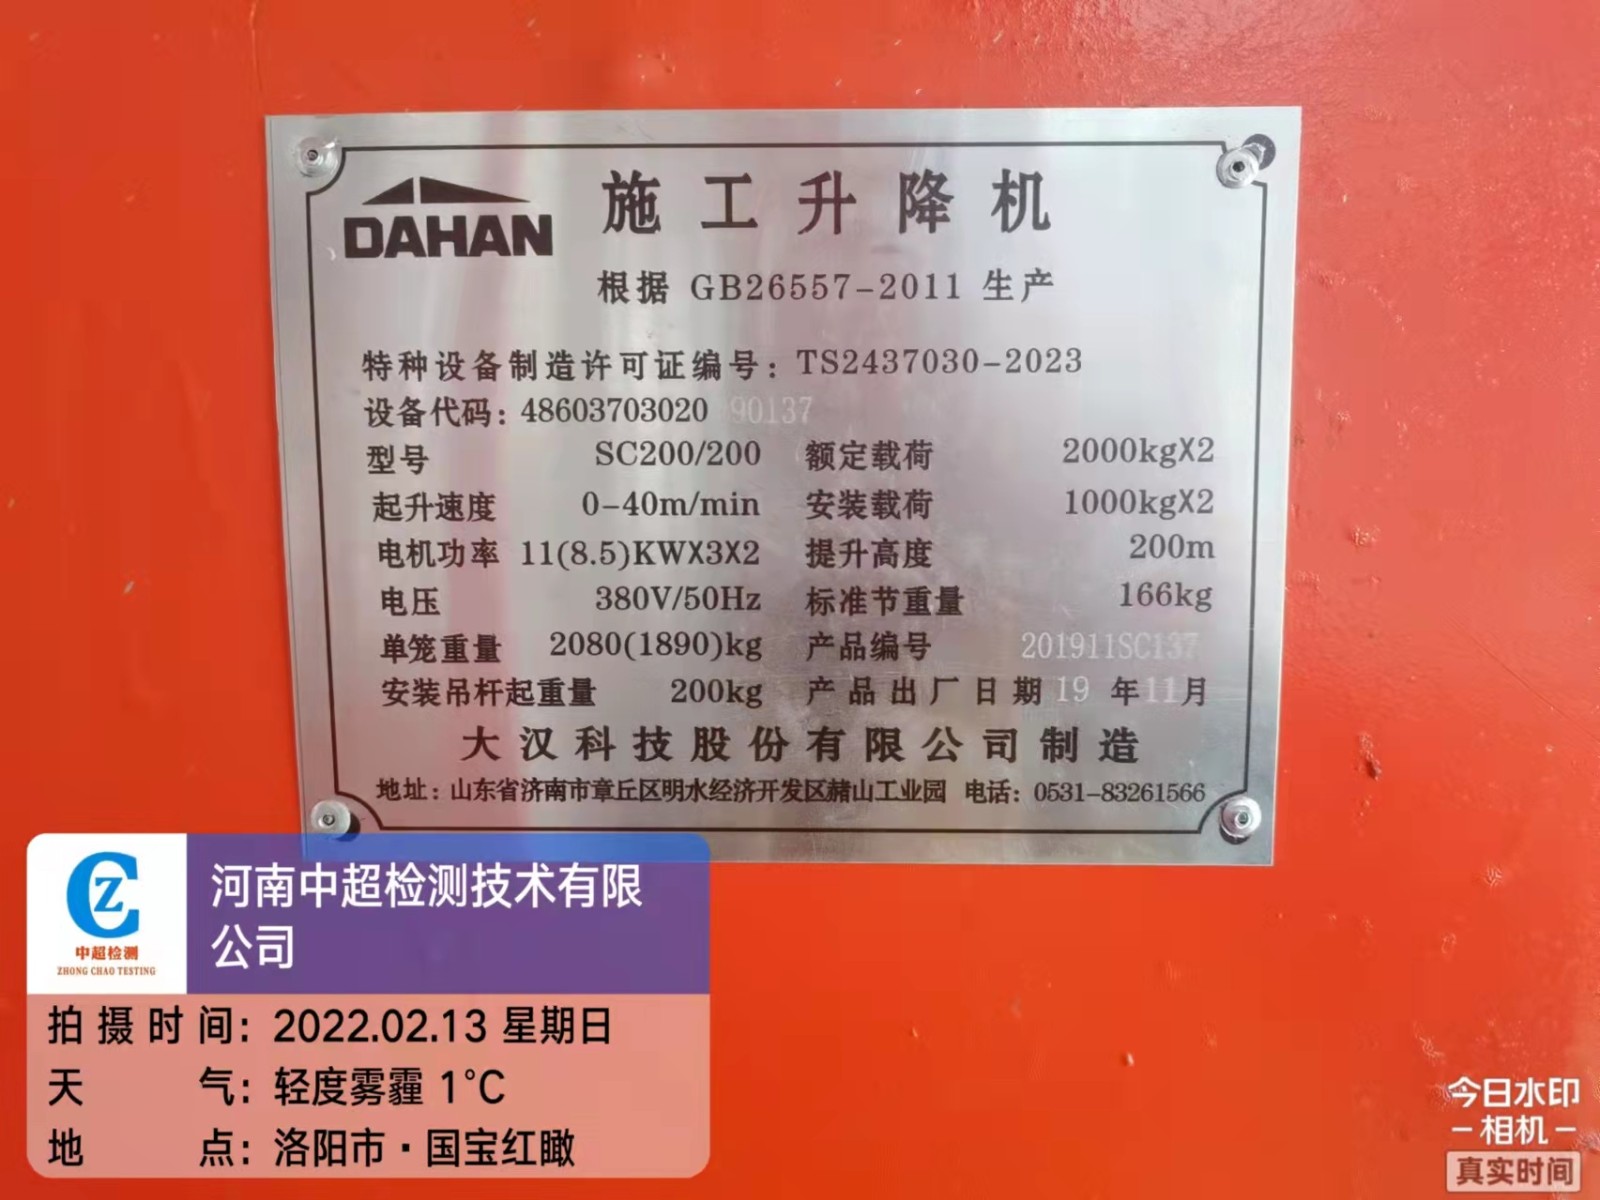 DAHAN
施工升降机
根据 GB26557-2011 生产
特种设备制造许可证编号：TS2437030-2023
设备代码：48603703020 90137
型号 SC200/200 额定载荷 2000kgX2
起升速度 0-40m/min 安装载荷 1000kgX2
电机功率 11(8.5)KWX3X2 提升高度 200m
电压 380V/50Hz 标准节重量 166kg
单笼重量 2080(1890)kg 产品编号 201911SC137
安装吊杆起重量 200kg 产品出厂日期 19 年 11 月
大汉科技股份有限公司制造
地址：山东省济南市章丘区明水经济开发区赭山工业园 电话：0531-83261566
CZ
中超检测
ZHONG CHAO TESTING
河南中超检测技术有限
公司
拍摄时间：2022.02.13 星期日
天气：轻度雾霾 1℃
地点：洛阳市·国宝红瞰
今日水印
相机
真实时间